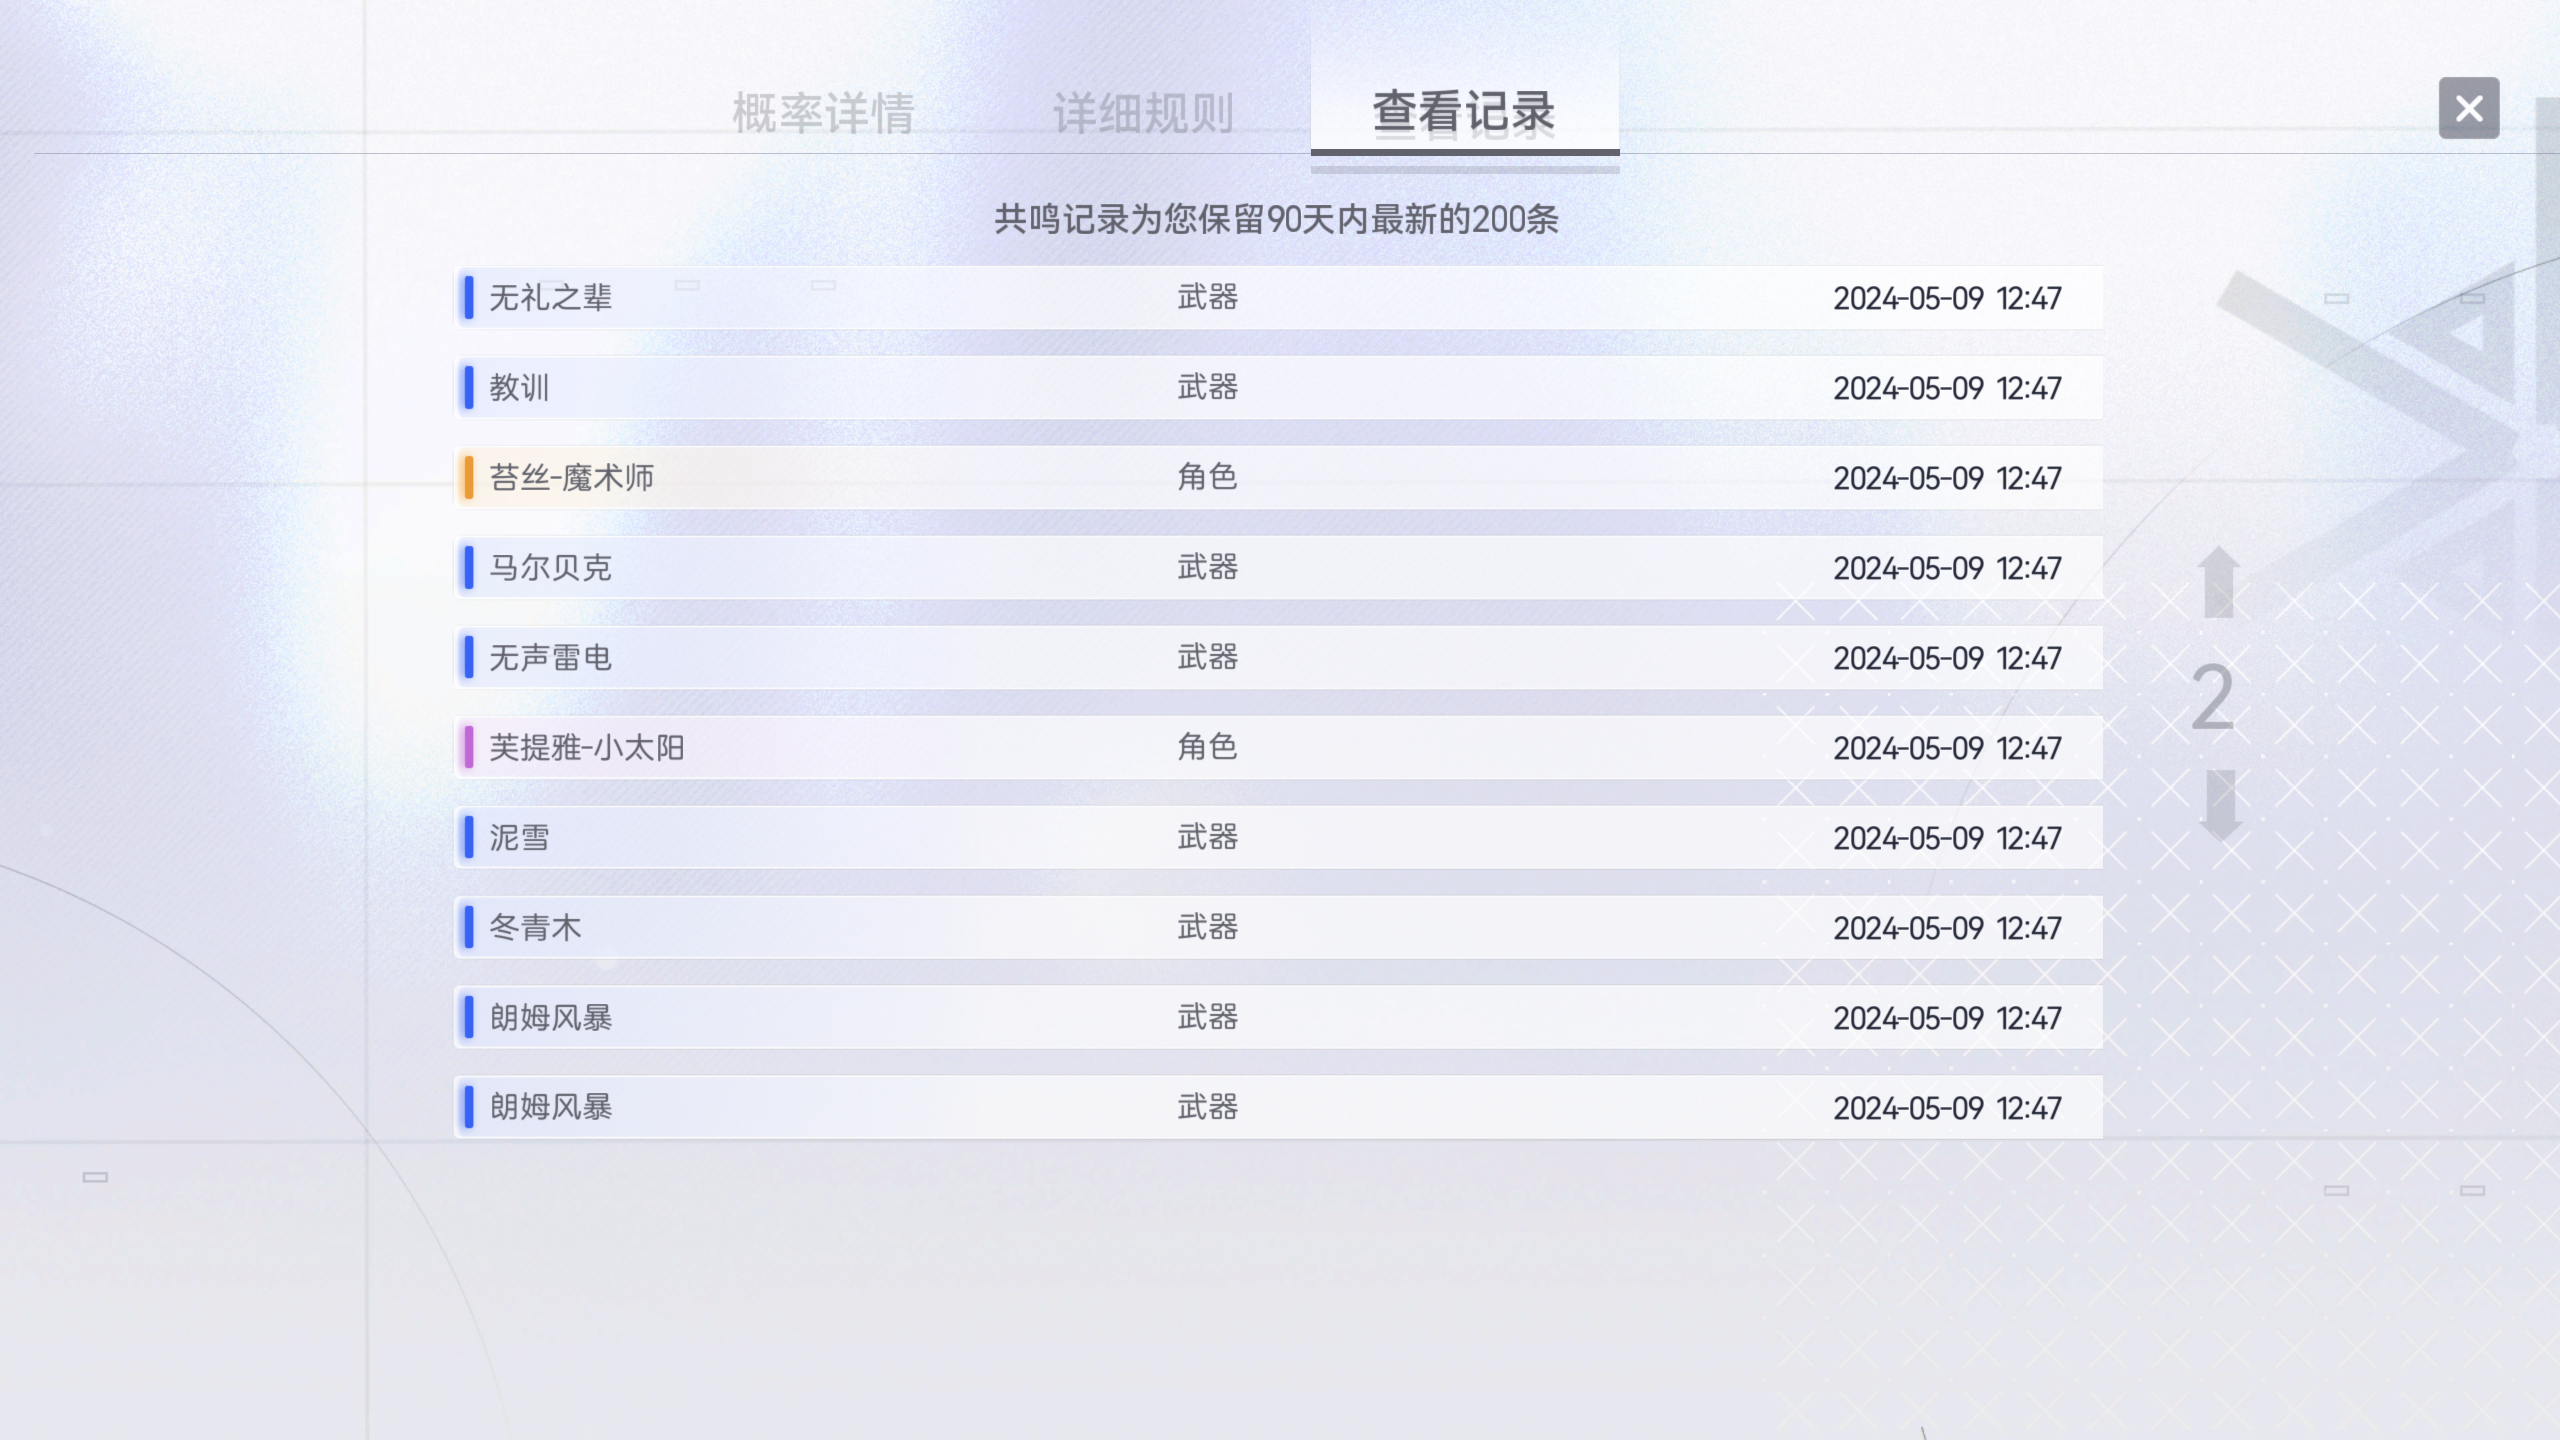 概率详情 详细规则 查看记录
共鸣记录为您保留90天内最新的200条
无礼之辈 武器 2024-05-09 12:47
教训 武器 2024-05-09 12:47
苔丝-魔术师 角色 2024-05-09 12:47
马尔贝克 武器 2024-05-09 12:47
无声雷电 武器 2024-05-09 12:47
芙提雅-小太阳 角色 2024-05-09 12:47
泥雪 武器 2024-05-09 12:47
冬青木 武器 2024-05-09 12:47
朗姆风暴 武器 2024-05-09 12:47
朗姆风暴 武器 2024-05-09 12:47
2